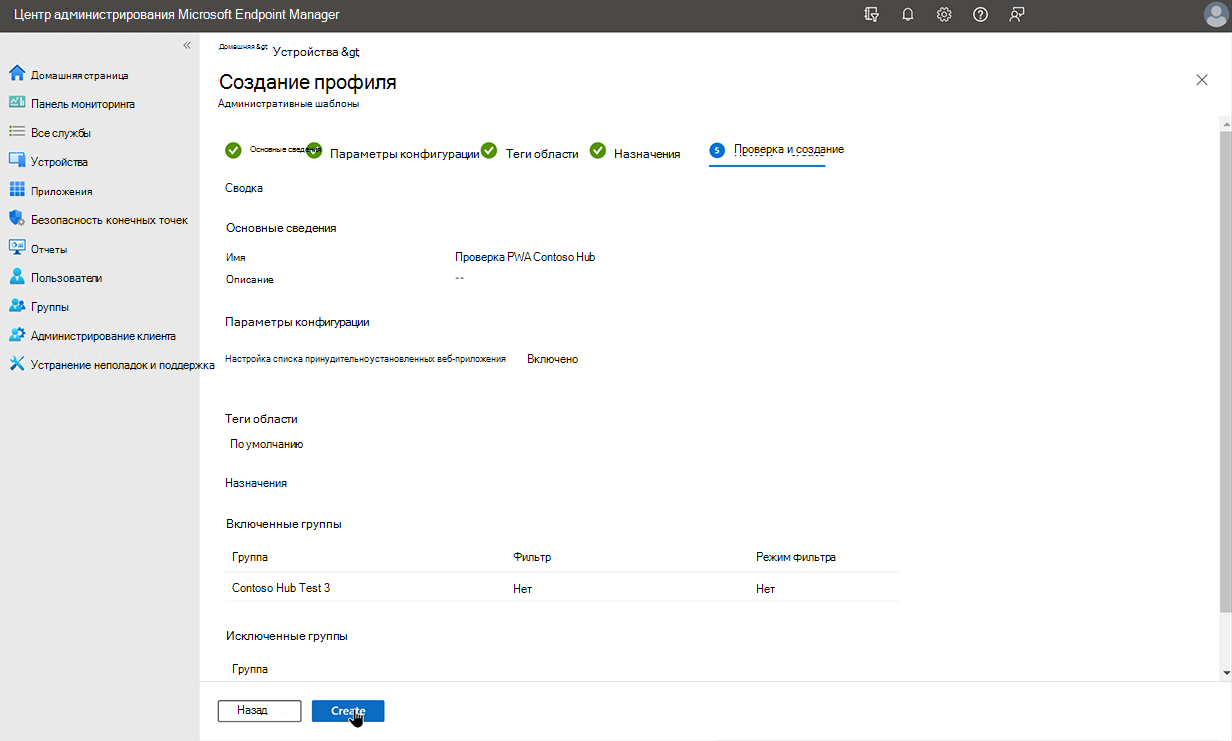 Центр администрирования Microsoft Endpoint Manager
Домашняя страница
Панель мониторинга
Все службы
Устройства
Приложения
Безопасность конечных точек
Отчеты
Пользователи
Группы
Администрирование клиента
Устранение неполадок и поддержка
Домашняя &gt; Устройства &gt;
Создание профиля
Административные шаблоны
Основные сведения Параметры конфигурации Теги области Назначения 5 Проверка и создание
Сводка
Основные сведения
Имя Проверка PWA Contoso Hub
Описание --
Параметры конфигурации
Настройка списка принудительно установленных веб-приложения Включено
Теги области
По умолчанию
Назначения
Включенные группы
Группа Фильтр Режим фильтра
Contoso Hub Test 3 Нет Нет
Исключенные группы
Группа
Назад Create